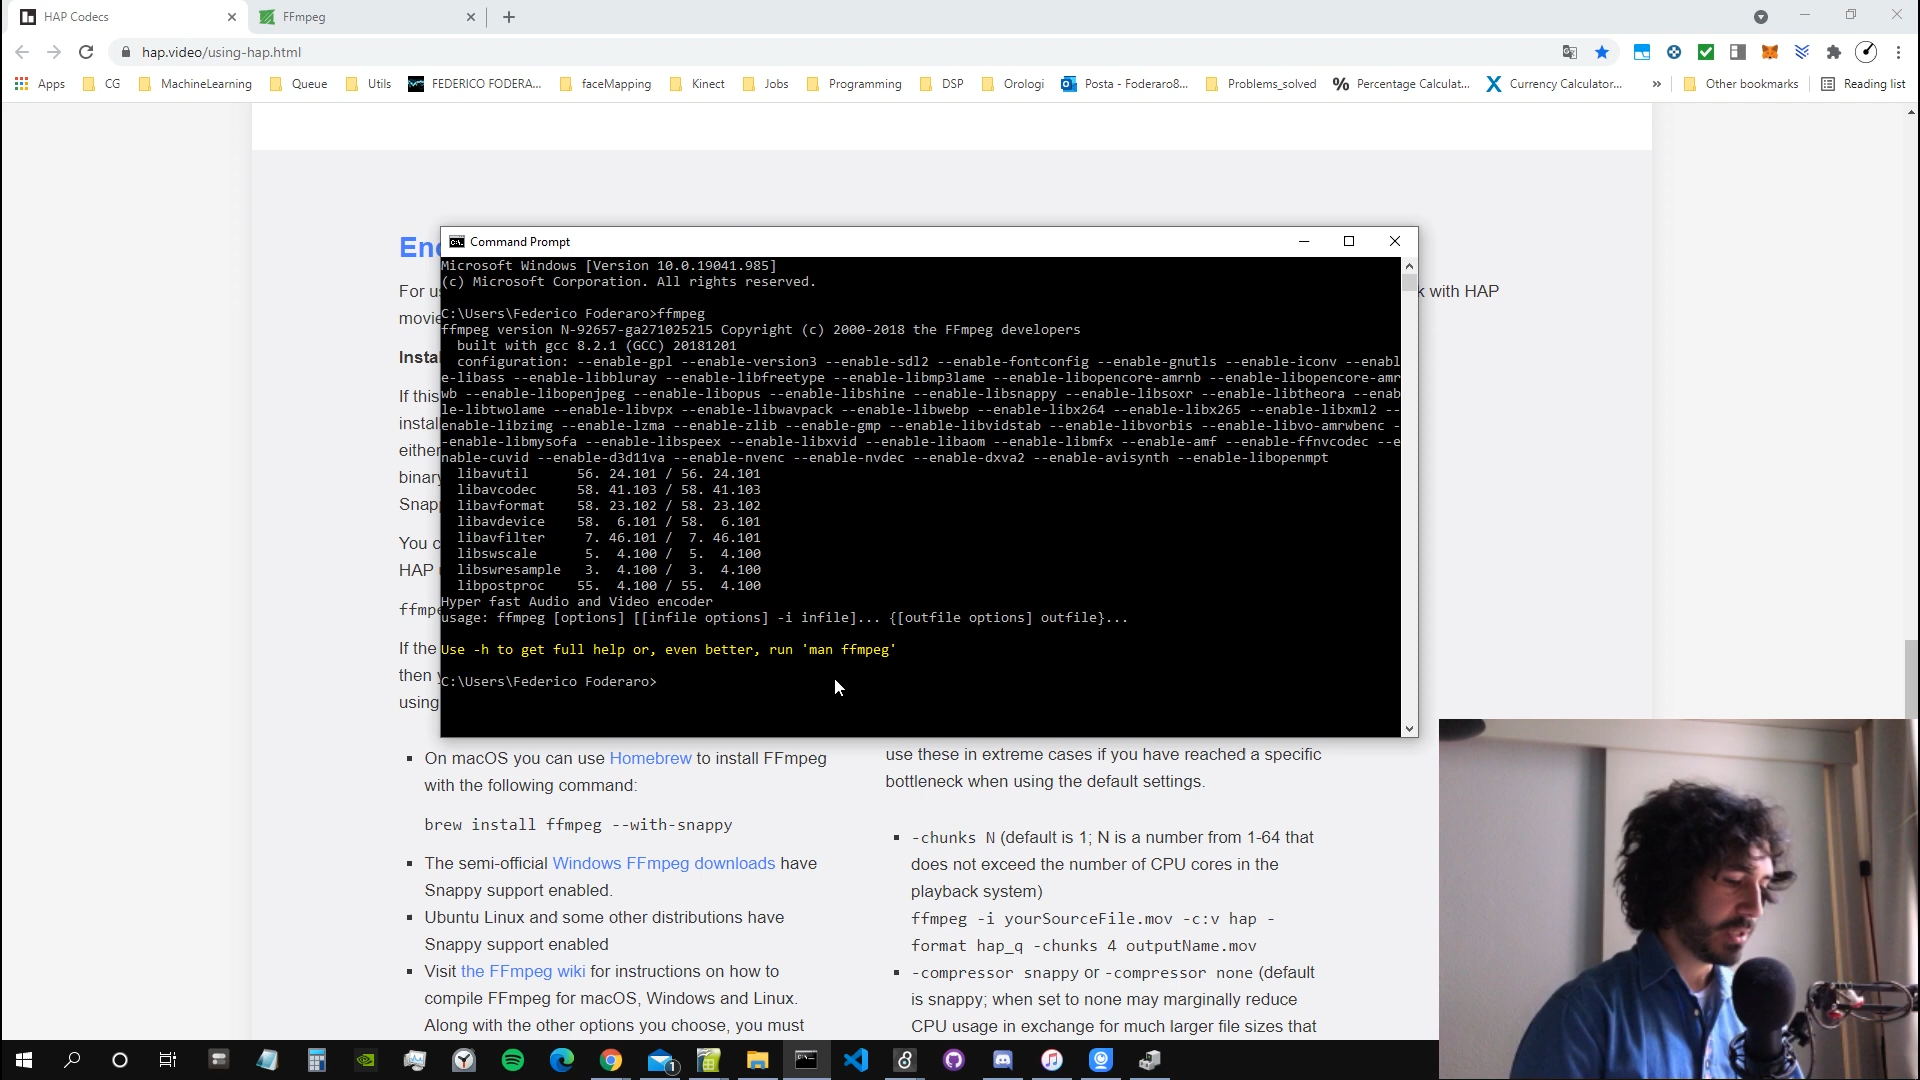 HAP Codecs
FFmpeg
hap.video/using-hap.html
Apps
CG
MachineLearning
Queue
Utils
FEDERICO FODERA...
faceMapping
Kinect
Jobs
Programming
DSP
Orologi
Posta - Foderaro8...
Problems_solved
Percentage Calculat...
Currency Calculator...
»
Other bookmarks
Reading list
Command Prompt
Microsoft Windows [Version 10.0.19041.985]
(c) Microsoft Corporation. All rights reserved.
C:\Users\Federico Foderaro>ffmpeg
ffmpeg version N-92657-ga271025215 Copyright (c) 2000-2018 the FFmpeg developers
built with gcc 8.2.1 (GCC) 20181201
configuration: --enable-gpl --enable-version3 --enable-sdl2 --enable-fontconfig --enable-gnutls --enable-iconv --enabl
e-libass --enable-libbluray --enable-libfreetype --enable-libmp3lame --enable-libopencore-amrnb --enable-libopencore-amr
wb --enable-libopenjpeg --enable-libopus --enable-libshine --enable-libsnappy --enable-libsoxr --enable-libtheora --enab
le-libtwolame --enable-libvpx --enable-libwavpack --enable-libwebp --enable-libx264 --enable-libx265 --enable-libxml2 --
enable-libzimg --enable-lzma --enable-zlib --enable-gmp --enable-libvidstab --enable-libvorbis --enable-libvo-amrwbenc -
-enable-libmysofa --enable-libspeex --enable-libxvid --enable-libaom --enable-libmfx --enable-amf --enable-ffnvcodec --e
nable-cuvid --enable-d3d11va --enable-nvenc --enable-nvdec --enable-dxva2 --enable-avisynth --enable-libopenmpt
libavutil 56. 24.101 / 56. 24.101
libavcodec 58. 41.103 / 58. 41.103
libavformat 58. 23.102 / 58. 23.102
libavdevice 58. 6.101 / 58. 6.101
libavfilter 7. 46.101 / 7. 46.101
libswscale 5. 4.100 / 5. 4.100
libswresample 3. 4.100 / 3. 4.100
libpostproc 55. 4.100 / 55. 4.100
Hyper fast Audio and Video encoder
usage: ffmpeg [options] [[infile options] -i infile]... {[outfile options] outfile}...
Use -h to get full help or, even better, run 'man ffmpeg'
C:\Users\Federico Foderaro>
Enc
For us
k with HAP
movie
Instal
If this
instal
either
binary
Snapp
You c
HAP
ffmpe
If the
then y
using
▪ On macOS you can use Homebrew to install FFmpeg
with the following command:
brew install ffmpeg --with-snappy
▪ The semi-official Windows FFmpeg downloads have
Snappy support enabled.
▪ Ubuntu Linux and some other distributions have
Snappy support enabled
▪ Visit the FFmpeg wiki for instructions on how to
compile FFmpeg for macOS, Windows and Linux.
Along with the other options you choose, you must
use these in extreme cases if you have reached a specific
bottleneck when using the default settings.
▪ -chunks N (default is 1; N is a number from 1-64 that
does not exceed the number of CPU cores in the
playback system)
ffmpeg -i yourSourceFile.mov -c:v hap -
format hap_q -chunks 4 outputName.mov
▪ -compressor snappy or -compressor none (default
is snappy; when set to none may marginally reduce
CPU usage in exchange for much larger file sizes that
1